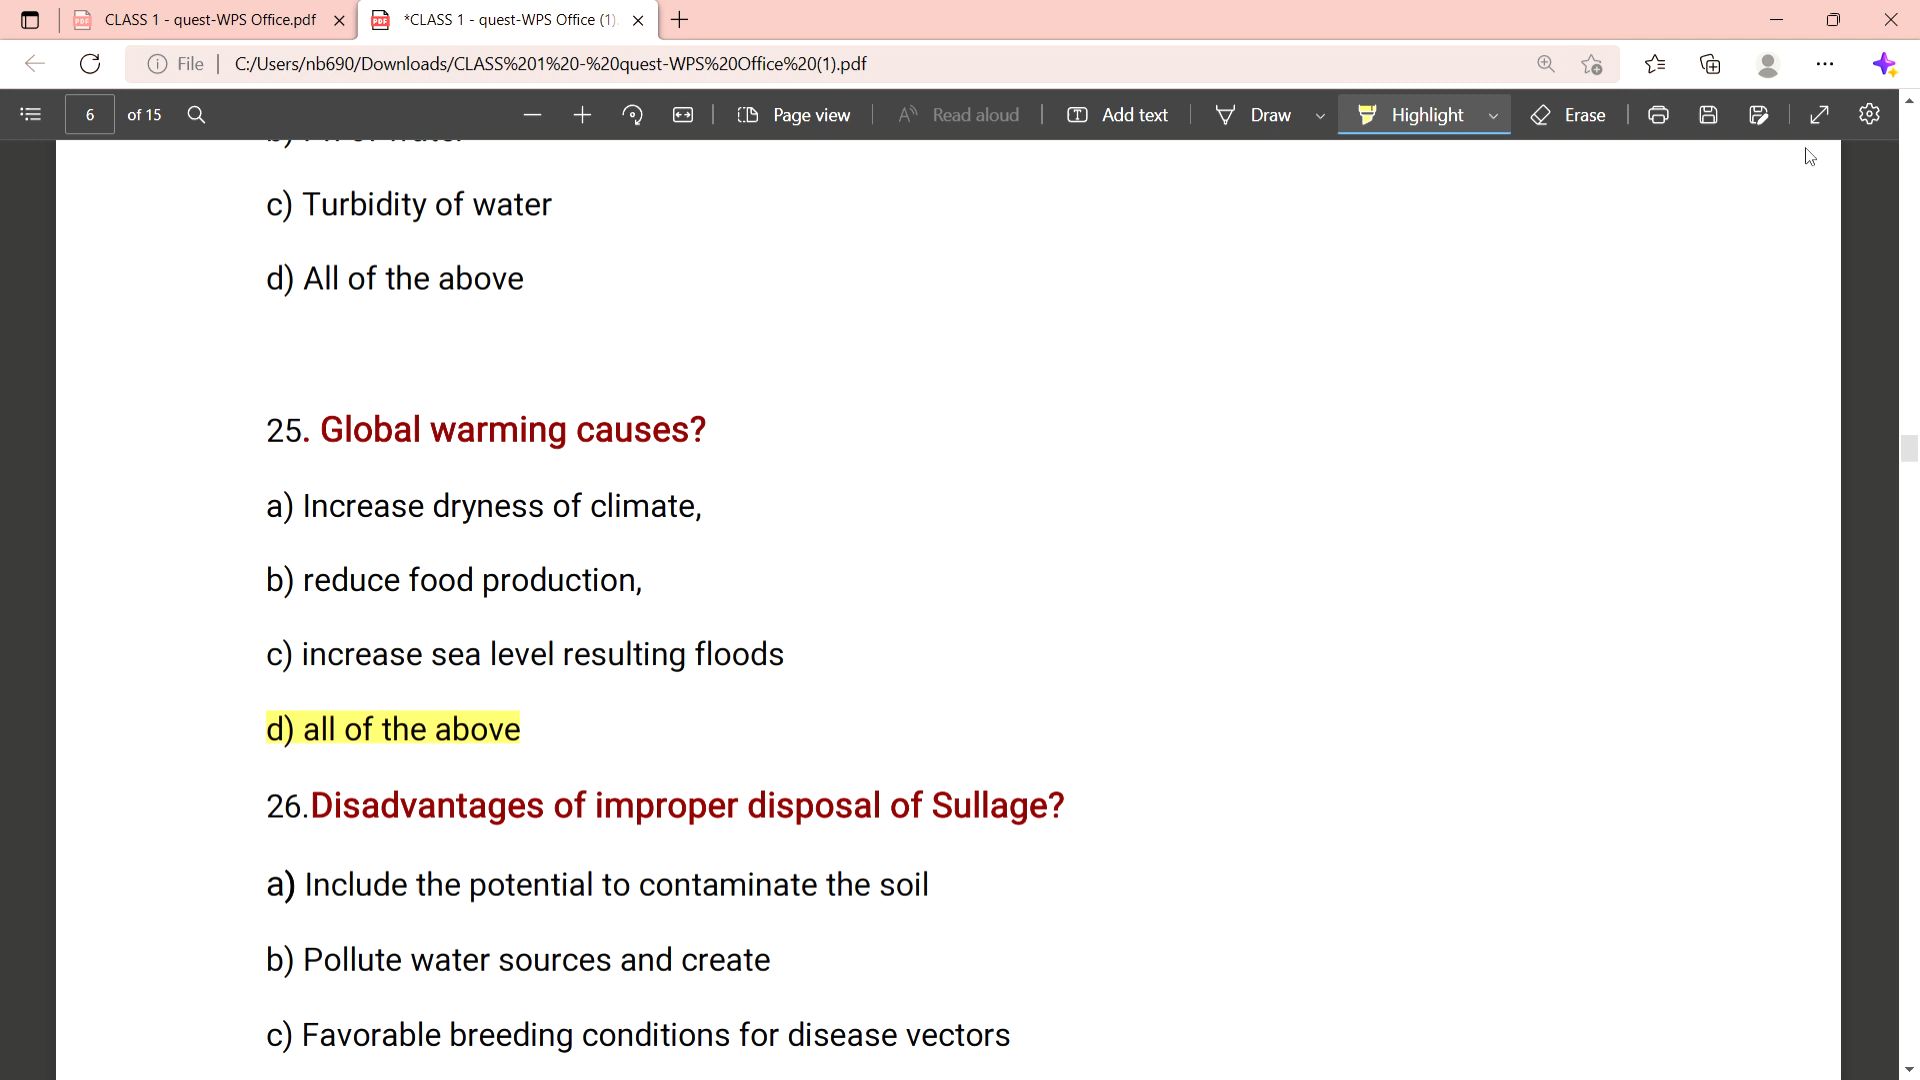 CLASS 1 - quest-WPS Office.pdf
*CLASS 1 - quest-WPS Office (1).
File
C:/Users/nb690/Downloads/CLASS%201%20-%20quest-WPS%20Office%20(1).pdf
6 of 15
Page view
Read aloud
Add text
Draw
Highlight
Erase
c) Turbidity of water
d) All of the above
25. Global warming causes?
a) Increase dryness of climate,
b) reduce food production,
c) increase sea level resulting floods
d) all of the above
26.Disadvantages of improper disposal of Sullage?
a) Include the potential to contaminate the soil
b) Pollute water sources and create
c) Favorable breeding conditions for disease vectors